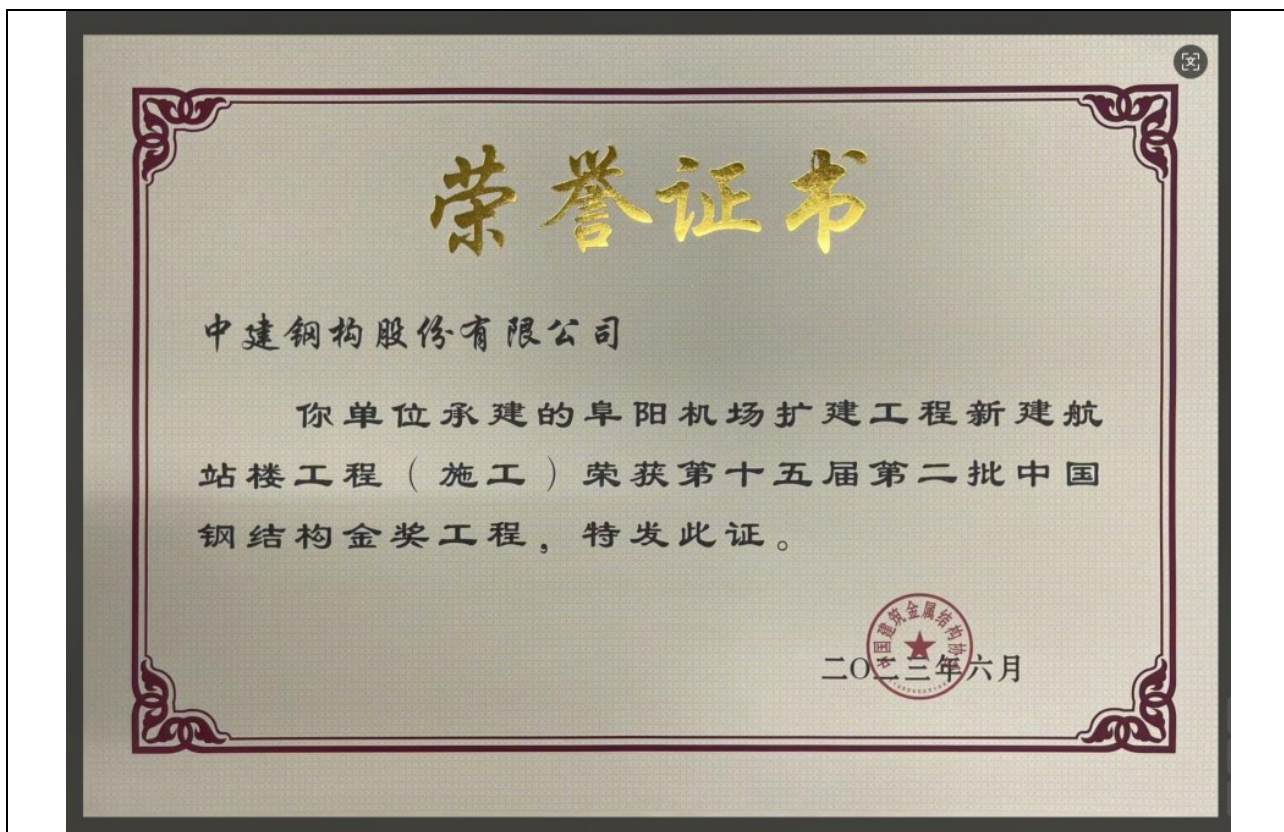 荣誉证书
中建钢构股份有限公司
你单位承建的阜阳机场扩建工程新建航
站楼工程（施工）荣获第十五届第二批中国
钢结构金奖工程，特发此证。
中国建筑金属结构协会
二〇二三年六月